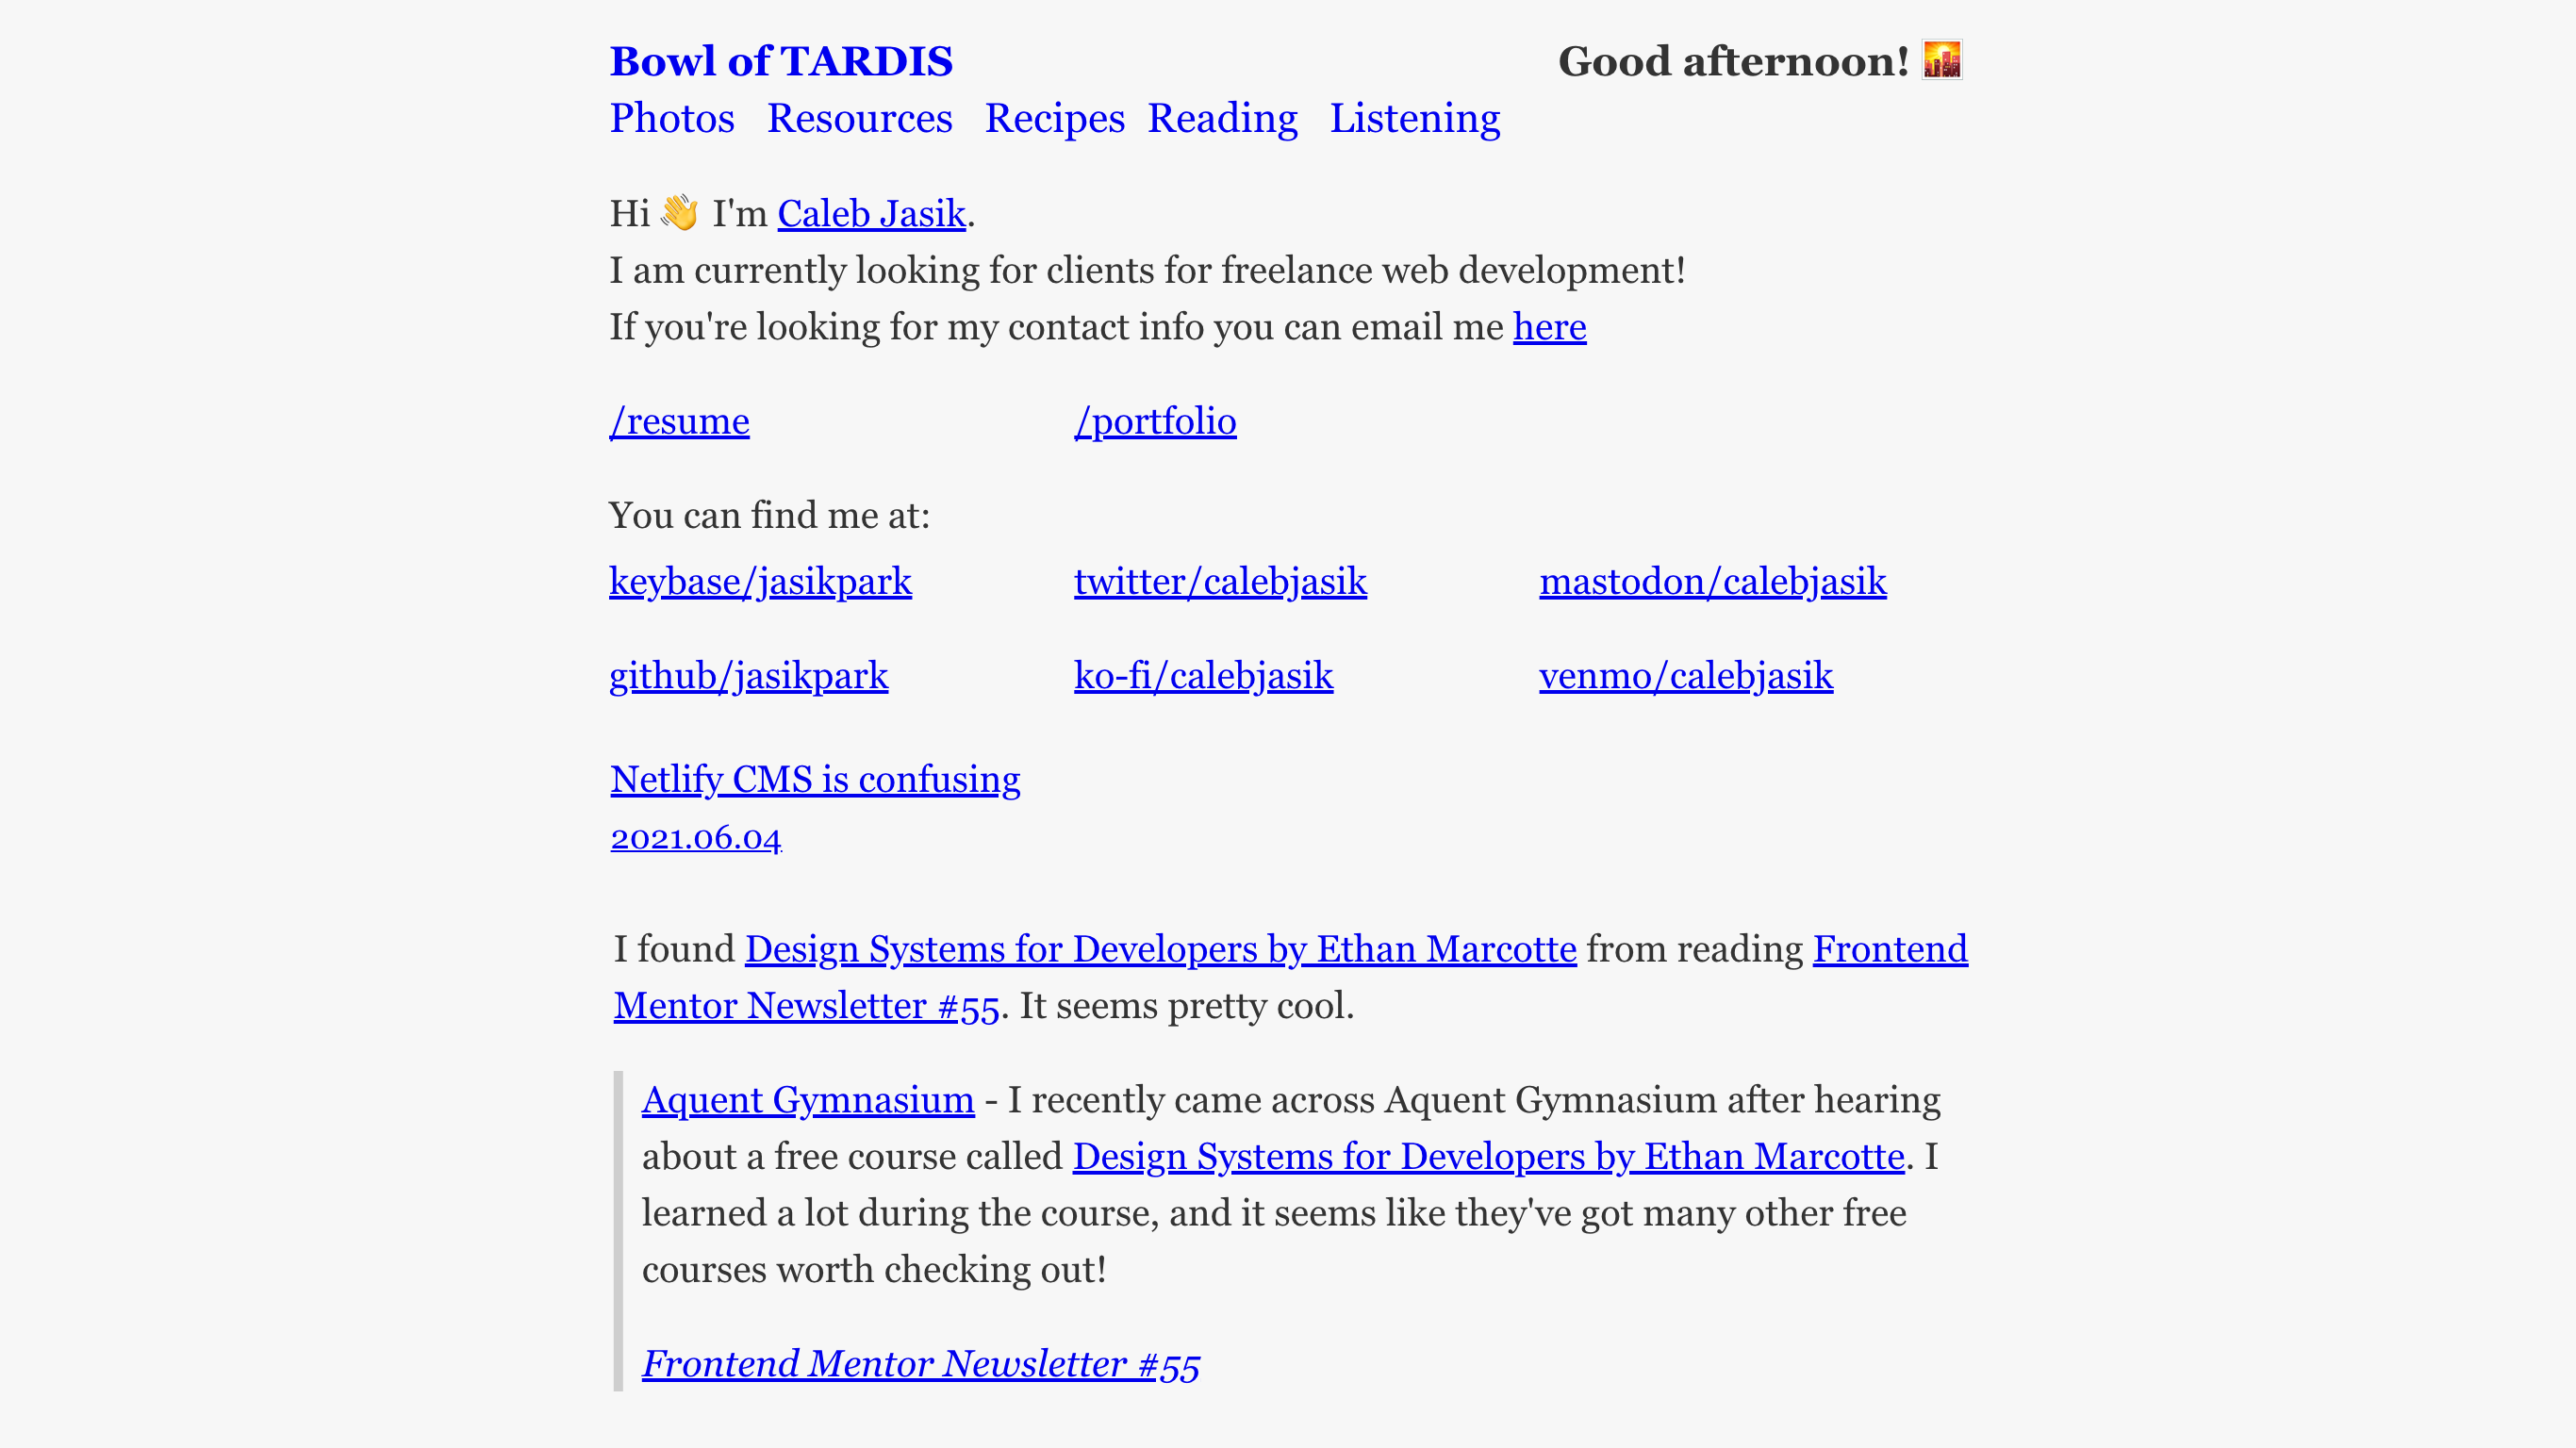 Bowl of TARDIS Good afternoon! 🌇
Photos Resources Recipes Reading Listening
Hi 👋 I'm Caleb Jasik.
I am currently looking for clients for freelance web development!
If you're looking for my contact info you can email me here
/resume /portfolio
You can find me at:
keybase/jasikpark twitter/calebjasik mastodon/calebjasik
github/jasikpark ko-fi/calebjasik venmo/calebjasik
Netlify CMS is confusing
2021.06.04
I found Design Systems for Developers by Ethan Marcotte from reading Frontend
Mentor Newsletter #55. It seems pretty cool.
Aquent Gymnasium - I recently came across Aquent Gymnasium after hearing
about a free course called Design Systems for Developers by Ethan Marcotte. I
learned a lot during the course, and it seems like they've got many other free
courses worth checking out!
Frontend Mentor Newsletter #55